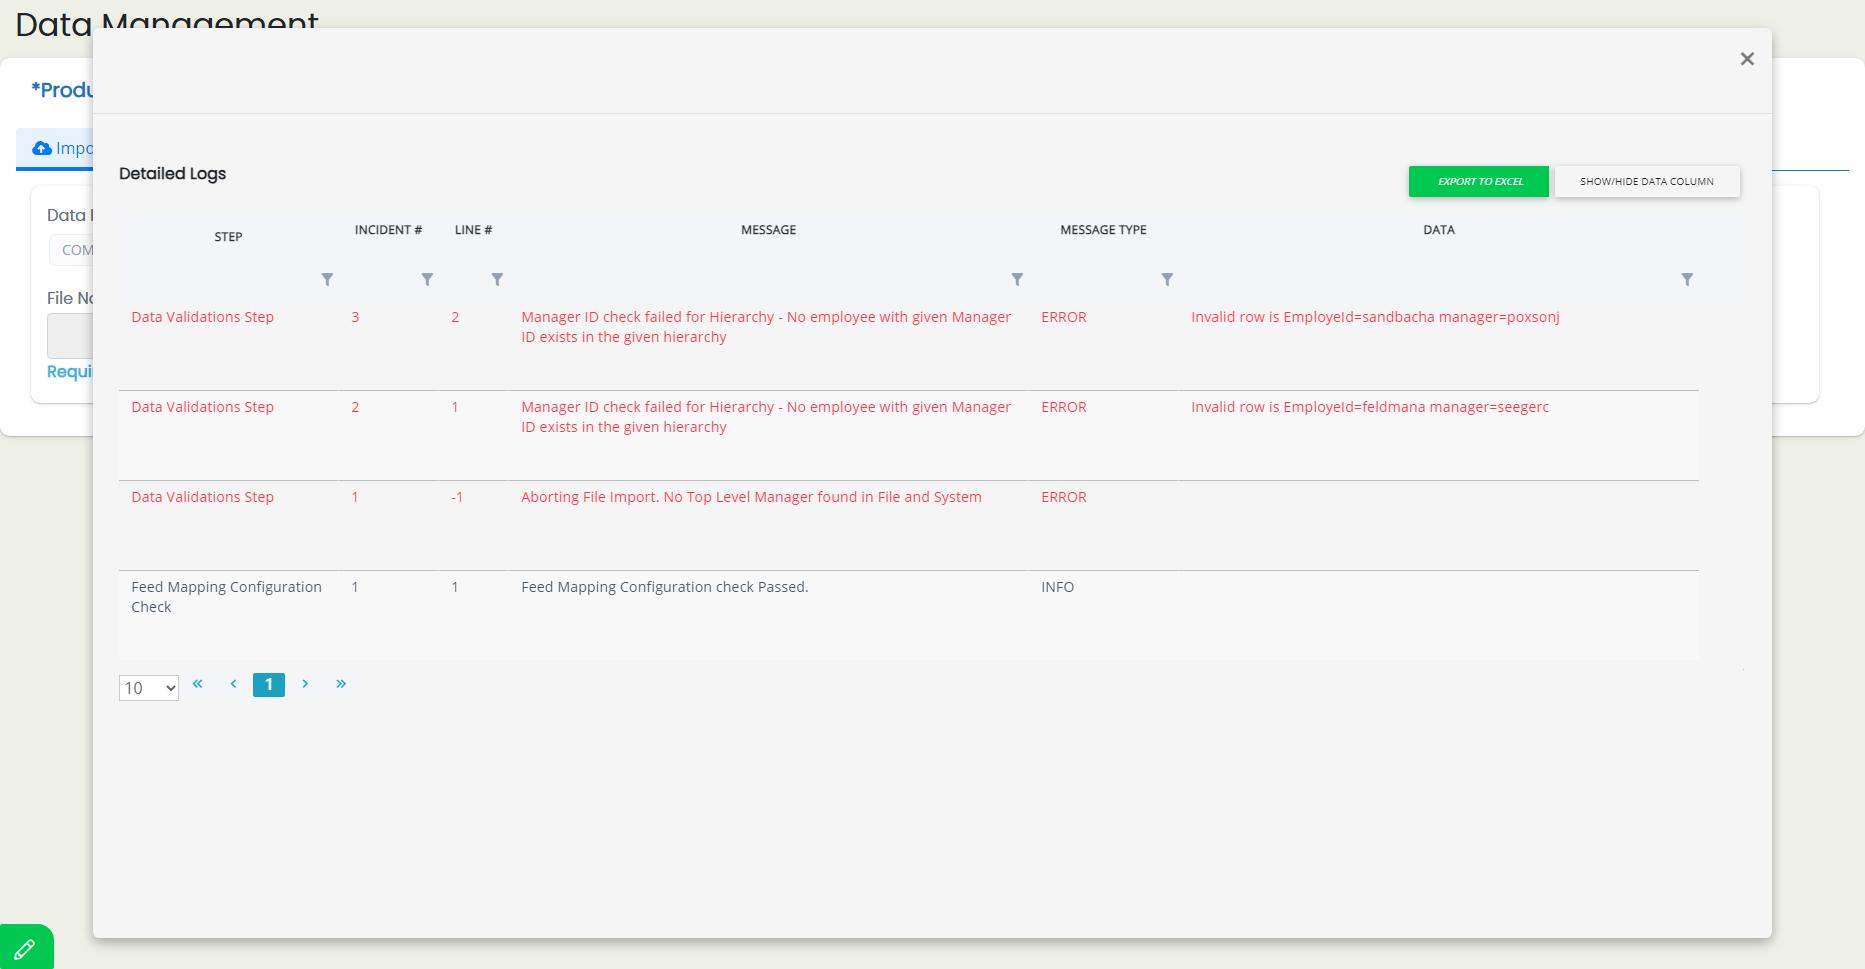 Data Management
*Produ
Impo
Data
COM
File No
Requi
×
Detailed Logs
EXPORT TO EXCEL
SHOW/HIDE DATA COLUMN
STEP INCIDENT # LINE # MESSAGE MESSAGE TYPE DATA
Data Validations Step 3 2 Manager ID check failed for Hierarchy - No employee with given Manager ERROR Invalid row is EmployeId=sandbacha manager=poxsonj
ID exists in the given hierarchy
Data Validations Step 2 1 Manager ID check failed for Hierarchy - No employee with given Manager ERROR Invalid row is EmployeId=feldmana manager=seegerc
ID exists in the given hierarchy
Data Validations Step 1 -1 Aborting File Import. No Top Level Manager found in File and System ERROR
Feed Mapping Configuration 1 1 Feed Mapping Configuration check Passed. INFO
Check
10 « ‹ 1 › »